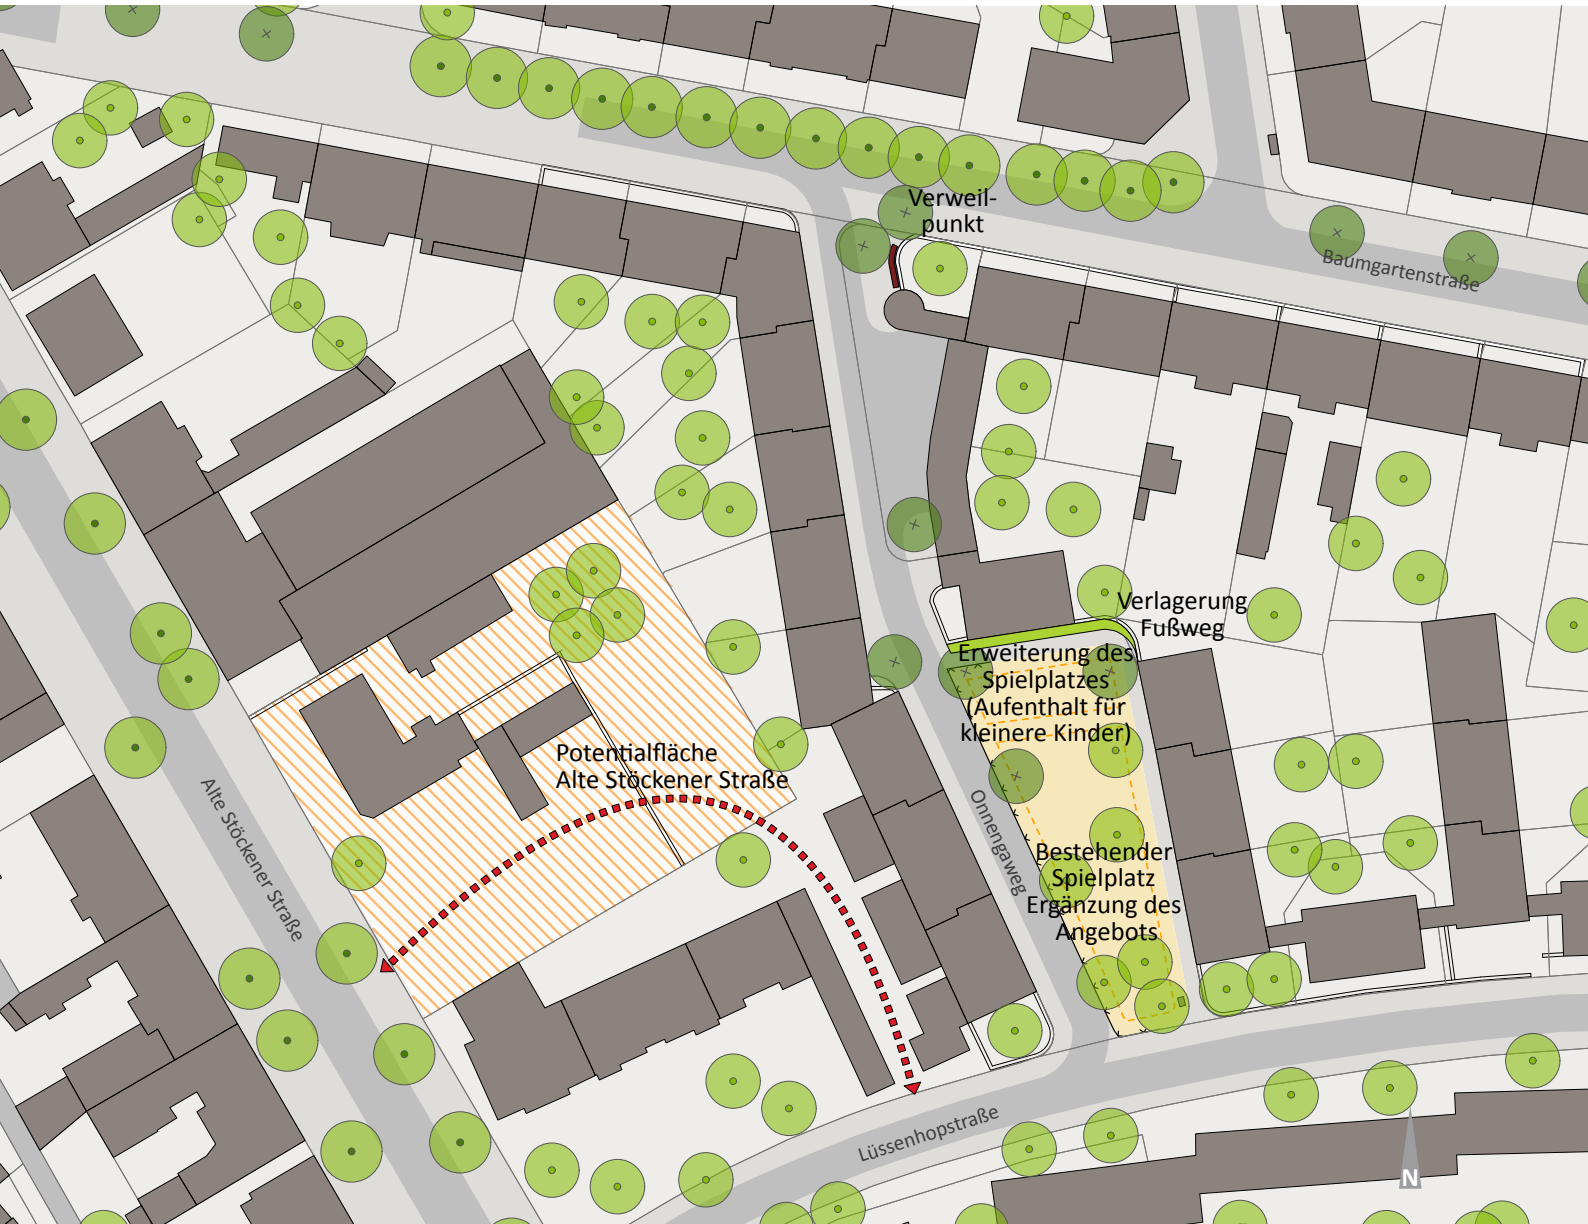 Verweil-
punkt
Baumgartenstraße
Verlagerung
Fußweg
Erweiterung des
Spielplatzes
(Aufenthalt für
kleinere Kinder)
Potentialfläche
Alte Stöckener Straße
Alte Stöckener Straße
Onnengaweg
Bestehender
Spielplatz
Ergänzung des
Angebots
Lüssenhopstraße
N